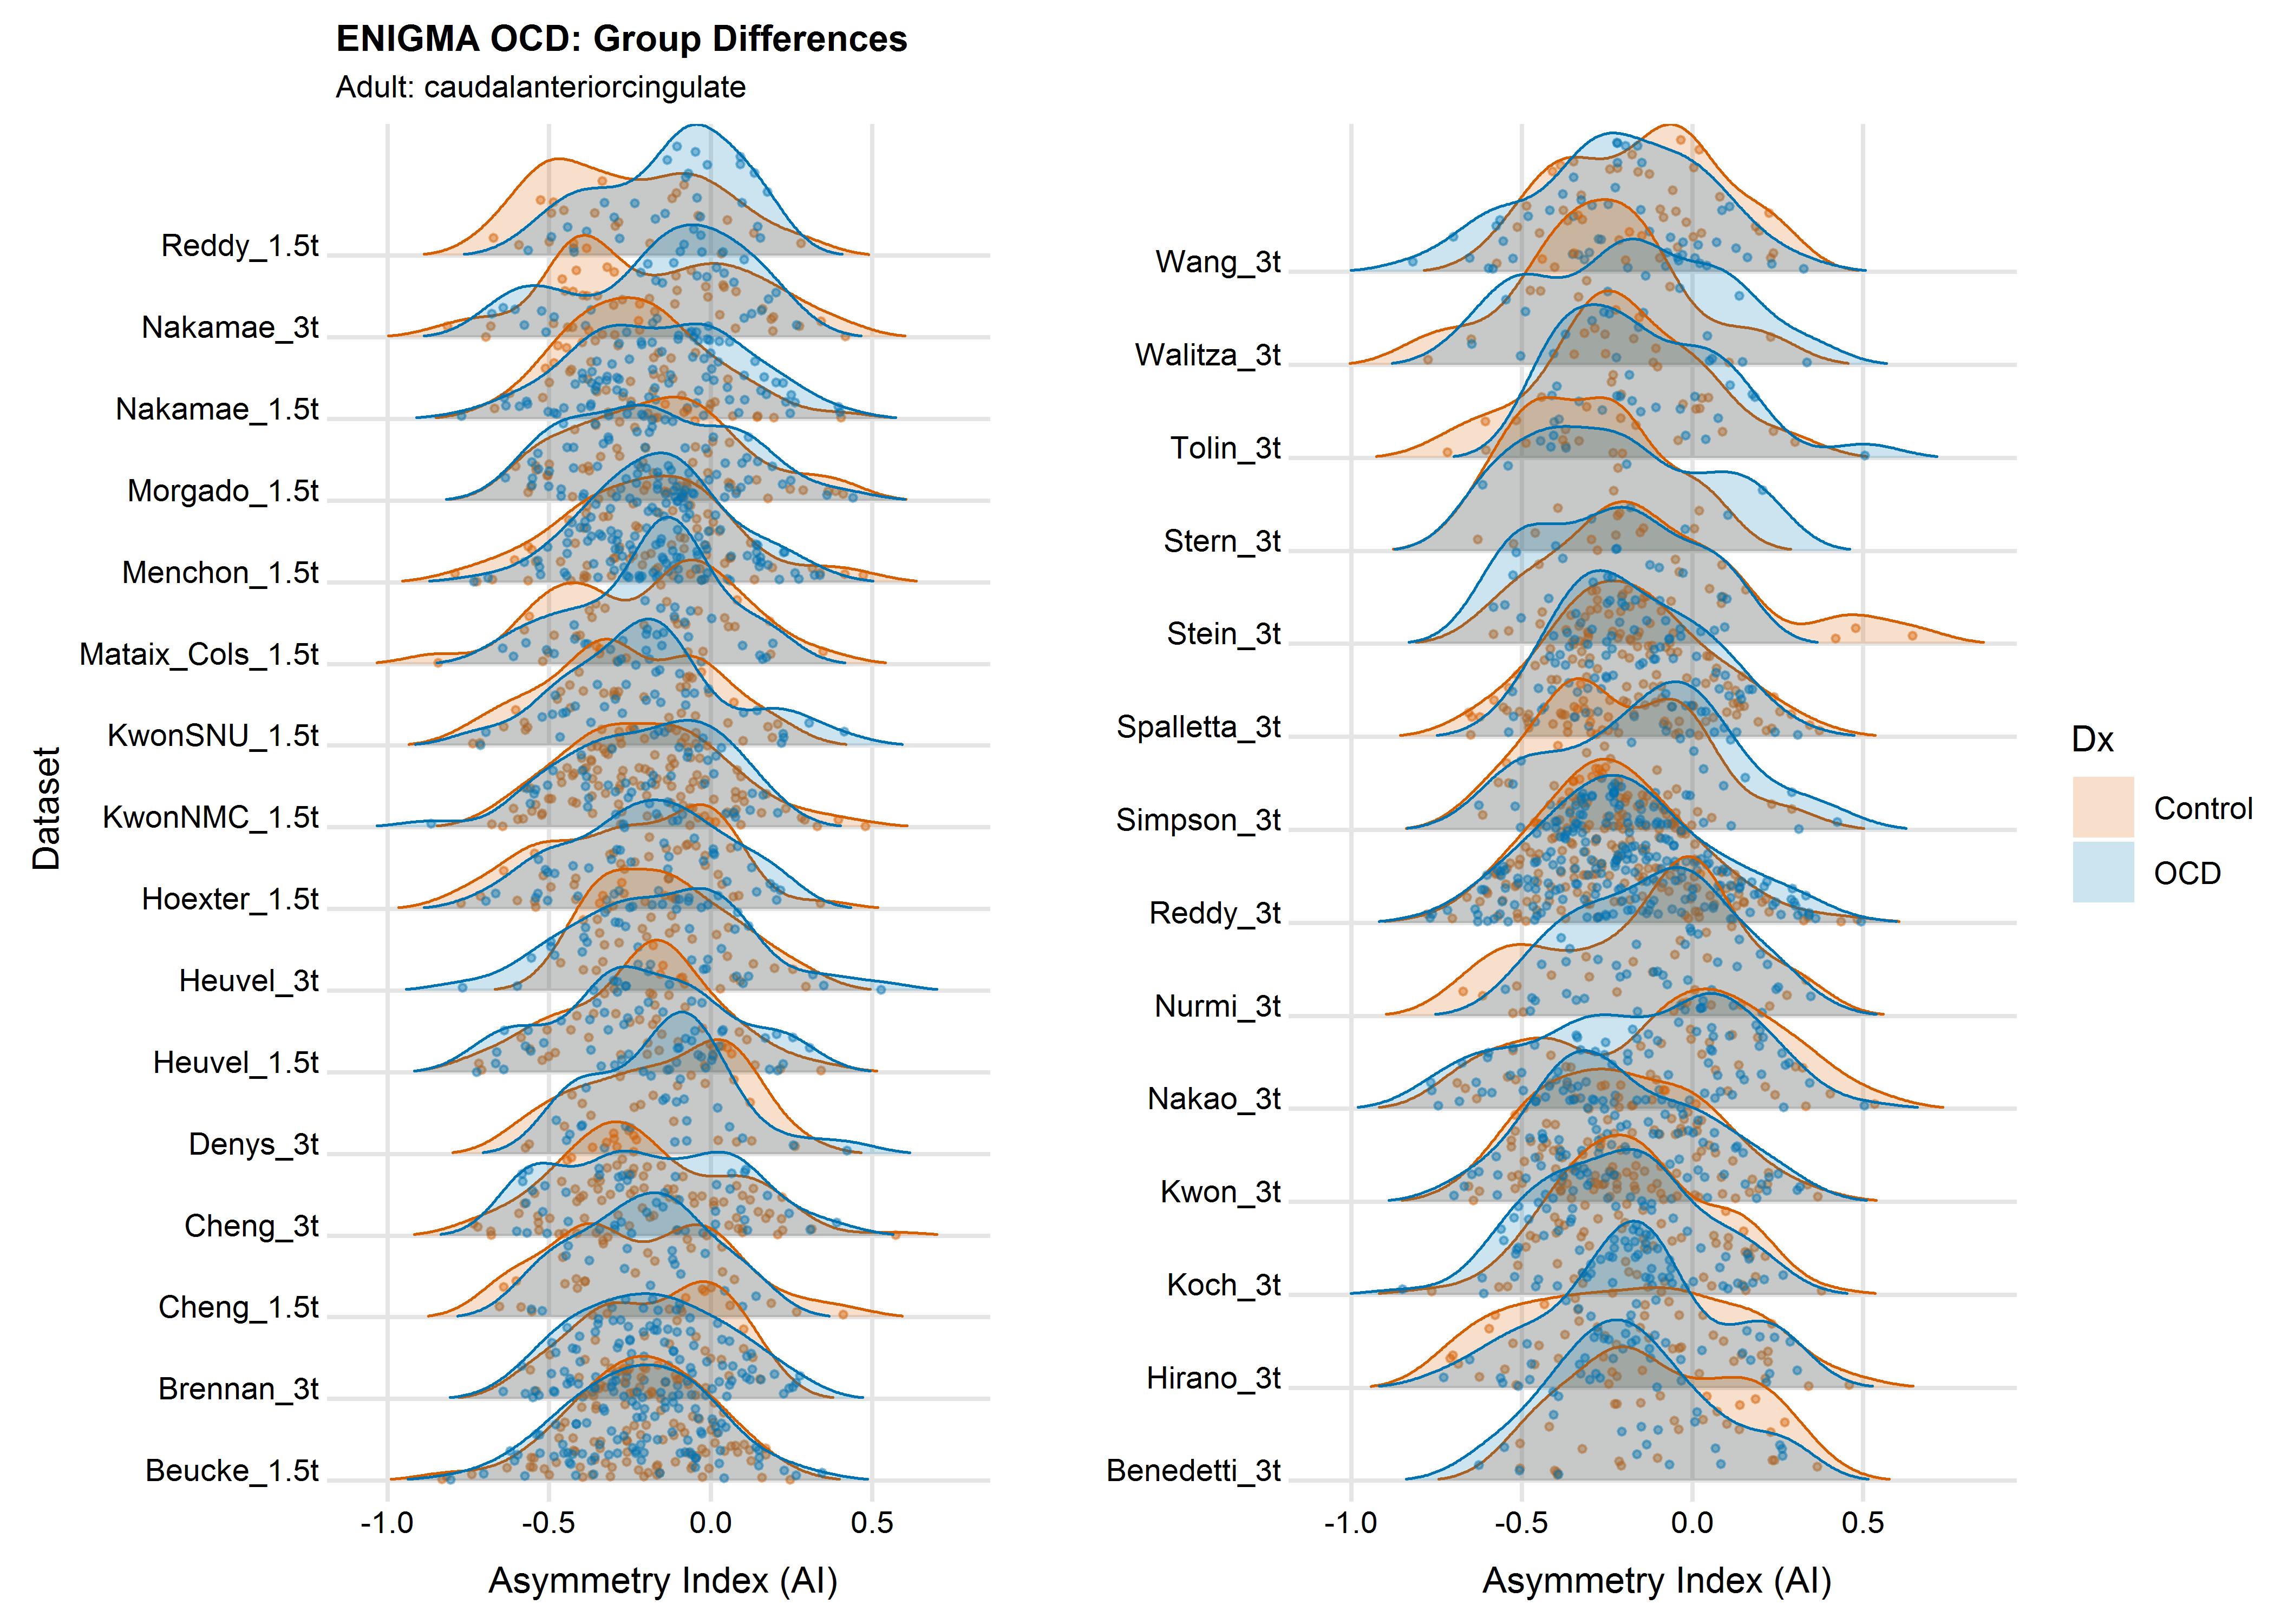 ENIGMA OCD: Group Differences
Adult: caudalanteriorcingulate
Dataset
Reddy_1.5t
Nakamae_3t
Nakamae_1.5t
Morgado_1.5t
Menchon_1.5t
Mataix_Cols_1.5t
KwonSNU_1.5t
KwonNMC_1.5t
Hoexter_1.5t
Heuvel_3t
Heuvel_1.5t
Denys_3t
Cheng_3t
Cheng_1.5t
Brennan_3t
Beucke_1.5t
-1.0 -0.5 0.0 0.5
Asymmetry Index (AI)
Wang_3t
Walitza_3t
Tolin_3t
Stern_3t
Stein_3t
Spalletta_3t
Simpson_3t
Reddy_3t
Nurmi_3t
Nakao_3t
Kwon_3t
Koch_3t
Hirano_3t
Benedetti_3t
-1.0 -0.5 0.0 0.5
Asymmetry Index (AI)
Dx
Control
OCD